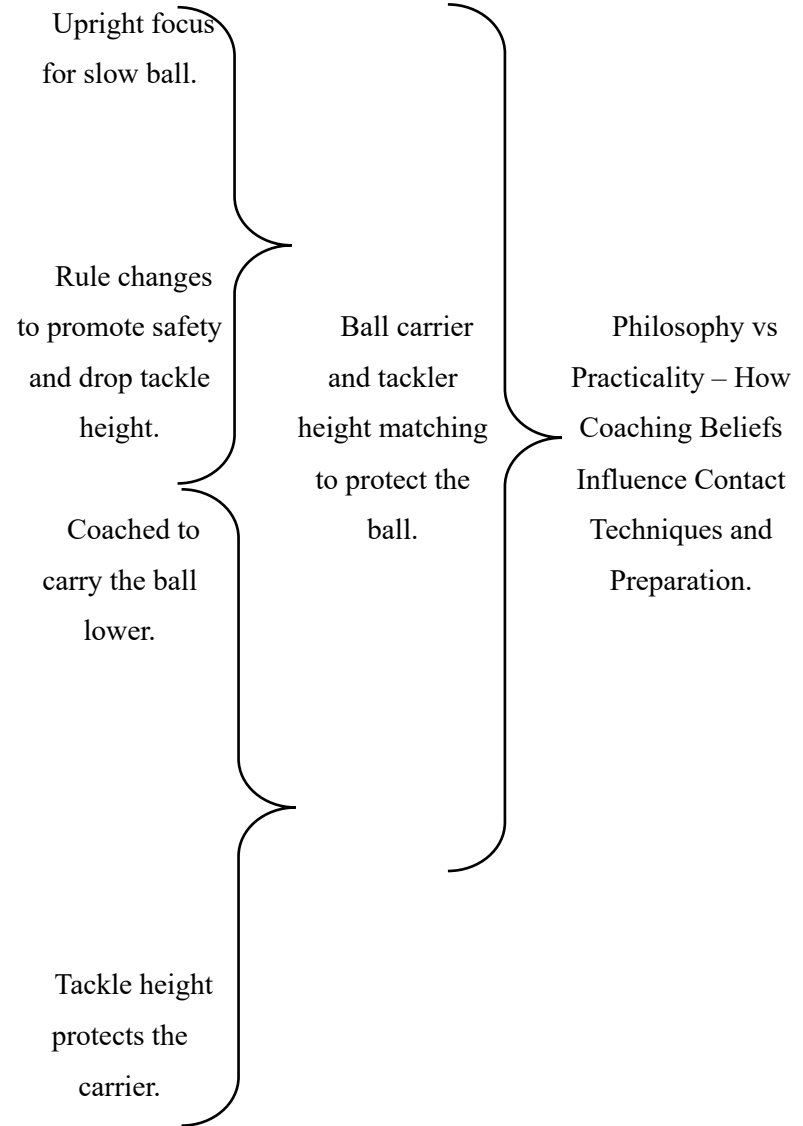 Upright focus
for slow ball.
Rule changes
to promote safety
and drop tackle
height.
Coached to
carry the ball
lower.
Tackle height
protects the
carrier.
Ball carrier
and tackler
height matching
to protect the
ball.
Philosophy vs
Practicality – How
Coaching Beliefs
Influence Contact
Techniques and
Preparation.